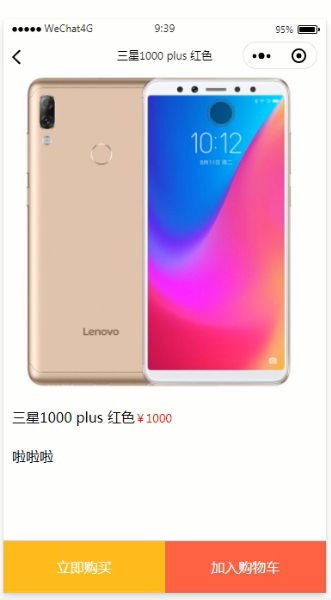 WeChat4G 9:39 95%
三星1000 plus 红色
10:12
8月11日 周二
Lenovo
三星1000 plus 红色 ¥1000
啦啦啦
立即购买 加入购物车